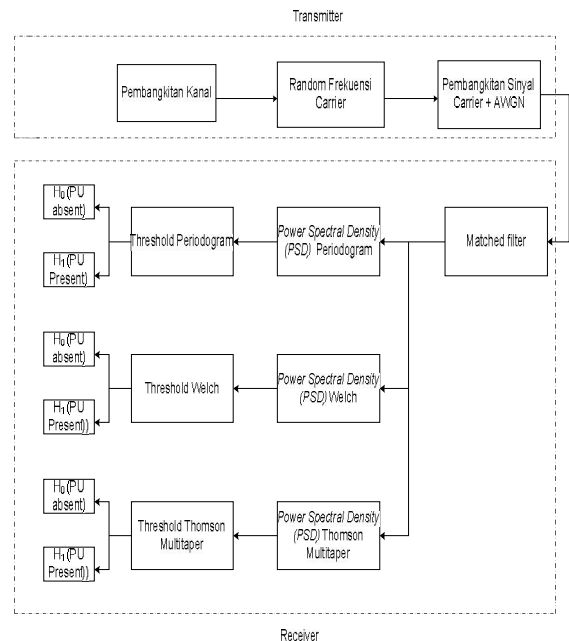 Transmitter
Pembangkitan Kanal
Random Frekuensi
Carrier
Pembangkitan Sinyal
Carrier + AWGN
H₀ (PU
absent)
H₁ (PU
Present)
Threshold Periodogram
Power Spectral Density
(PSD) Periodogram
Matched filter
H₀ (PU
absent)
H₁ (PU
Present))
Threshold Welch
Power Spectral Density
(PSD) Welch
H₀ (PU
absent)
H₁ (PU
Present))
Threshold Thomson
Multitaper
Power Spectral Density
(PSD) Thomson
Multitaper
Receiver